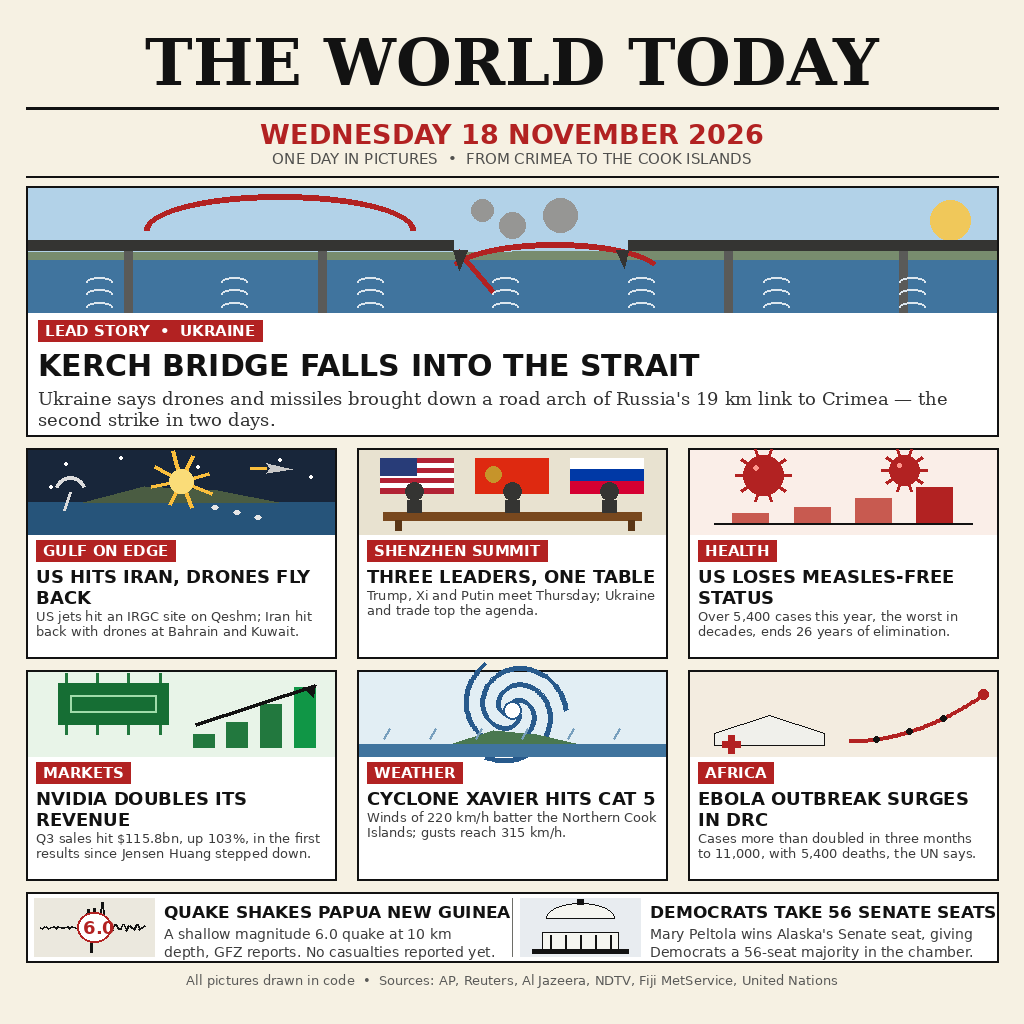 THE WORLD TODAY
WEDNESDAY 18 NOVEMBER 2026
ONE DAY IN PICTURES • FROM CRIMEA TO THE COOK ISLANDS
LEAD STORY • UKRAINE
KERCH BRIDGE FALLS INTO THE STRAIT
Ukraine says drones and missiles brought down a road arch of Russia's 19 km link to Crimea — the
second strike in two days.
GULF ON EDGE
US HITS IRAN, DRONES FLY
BACK
US jets hit an IRGC site on Qeshm; Iran hit
back with drones at Bahrain and Kuwait.
SHENZHEN SUMMIT
THREE LEADERS, ONE TABLE
Trump, Xi and Putin meet Thursday; Ukraine
and trade top the agenda.
HEALTH
US LOSES MEASLES-FREE
STATUS
Over 5,400 cases this year, the worst in
decades, ends 26 years of elimination.
MARKETS
NVIDIA DOUBLES ITS
REVENUE
Q3 sales hit $115.8bn, up 103%, in the first
results since Jensen Huang stepped down.
WEATHER
CYCLONE XAVIER HITS CAT 5
Winds of 220 km/h batter the Northern Cook
Islands; gusts reach 315 km/h.
AFRICA
EBOLA OUTBREAK SURGES
IN DRC
Cases more than doubled in three months
to 11,000, with 5,400 deaths, the UN says.
6.0
QUAKE SHAKES PAPUA NEW GUINEA
A shallow magnitude 6.0 quake at 10 km
depth, GFZ reports. No casualties reported yet.
DEMOCRATS TAKE 56 SENATE SEATS
Mary Peltola wins Alaska's Senate seat, giving
Democrats a 56-seat majority in the chamber.
All pictures drawn in code • Sources: AP, Reuters, Al Jazeera, NDTV, Fiji MetService, United Nations